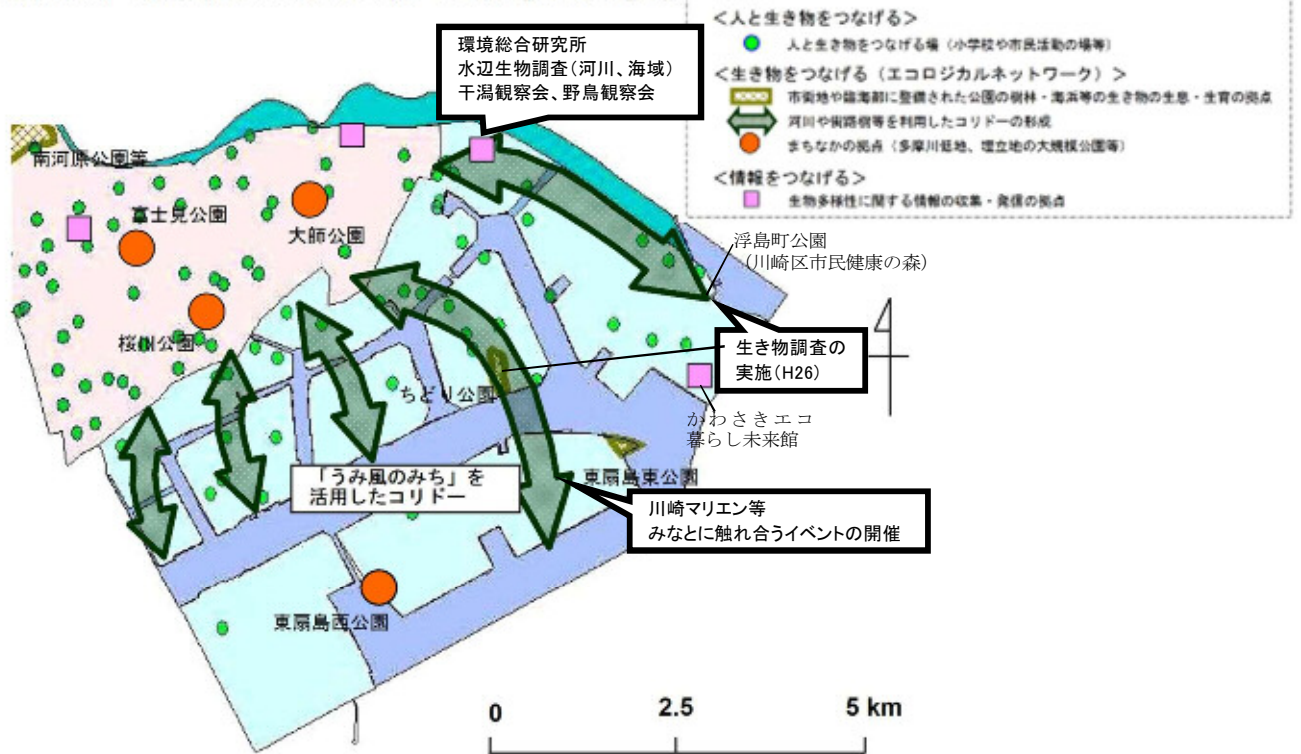 <人と生き物をつなげる>
人と生き物をつなげる場（小学校や市民活動の場等）
<生き物をつなげる（エコロジカルネットワーク）>
市街地や臨海部に整備された公園の樹林・海浜等の生き物の生息・生育の拠点
河川や街路樹等を利用したコリドーの形成
まちなかの拠点（多摩川低地、埋立地の大規模公園等）
<情報をつなげる>
生物多様性に関する情報の収集・発信の拠点
環境総合研究所
水辺生物調査（河川、海域）
干潟観察会、野鳥観察会
南河原公園等
富士見公園
大師公園
浮島町公園
（川崎区市民健康の森）
桜川公園
生き物調査の
実施（H26）
ちどり公園
かわさきエコ
暮らし未来館
「うみ風のみち」を
活用したコリドー
東扇島東公園
川崎マリエン等
みなとに触れ合うイベントの開催
東扇島西公園
0
2.5
5 km